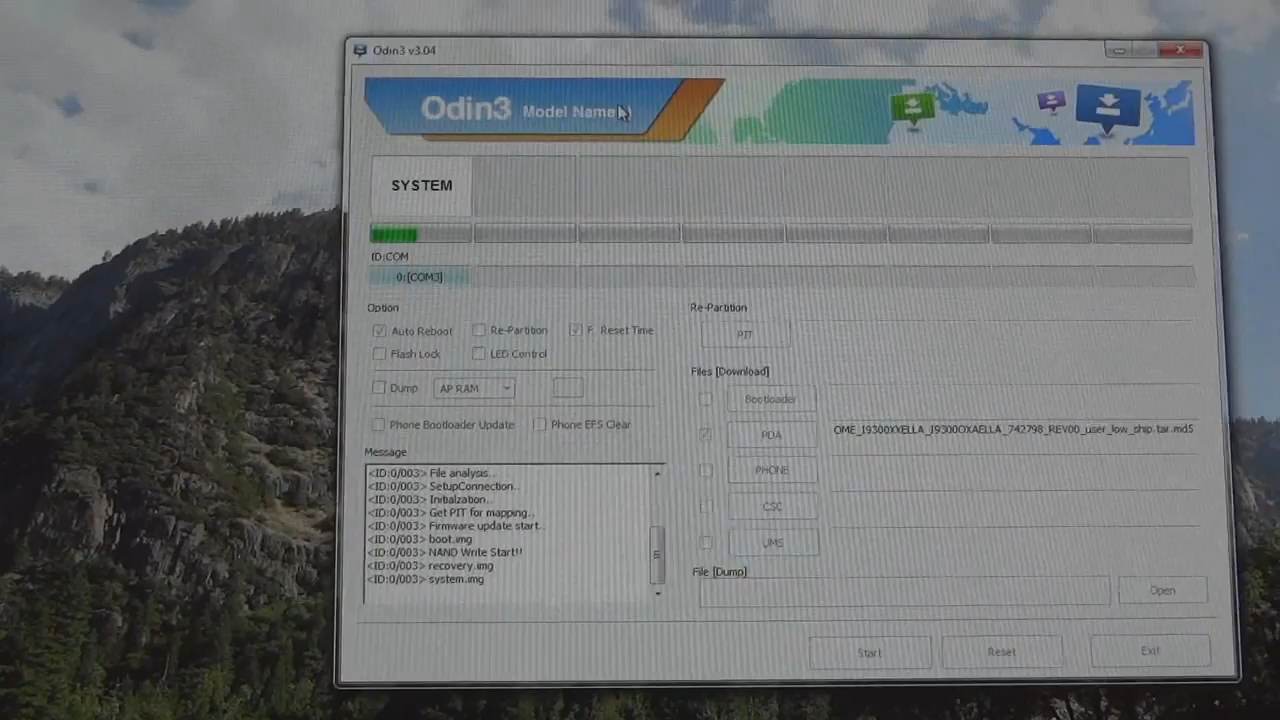 Odin3 v3.04
Odin3 Model Name
SYSTEM
ID:COM
0:[COM3]
Option
Auto Reboot
Re-Partition
F. Reset Time
Flash Lock
LED Control
Dump
AP RAM
Phone Bootloader Update
Phone EFS Clear
Message
<ID:0/003> File analysis..
<ID:0/003> SetupConnection..
<ID:0/003> Initialzation..
<ID:0/003> Get PIT for mapping..
<ID:0/003> Firmware update start..
<ID:0/003> boot.img
<ID:0/003> NAND Write Start!!
<ID:0/003> recovery.img
<ID:0/003> system.img
Re-Partition
PIT
Files [Download]
Bootloader
PDA
OME_I9300XXELLA_I9300OXAELLA_742798_REV00_user_low_ship.tar.md5
PHONE
CSC
UMS
File [Dump]
Open
Start
Reset
Exit